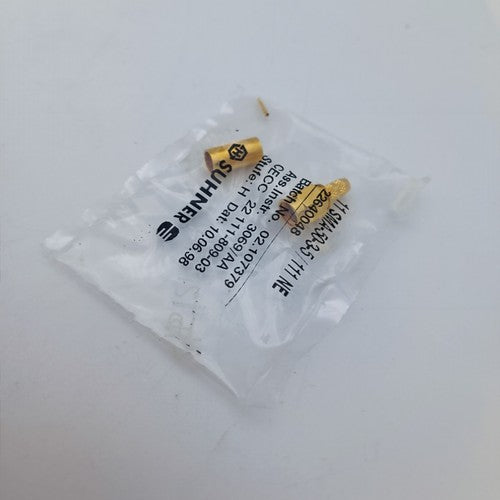 SUHNER
11 SMA-50-3-5 / 111 NE
22640048
Batch No. 02.107379
Ass.Instr. 3069/AA
CECC 22 111-809-03
Stufe: H Dat: 10.06.98